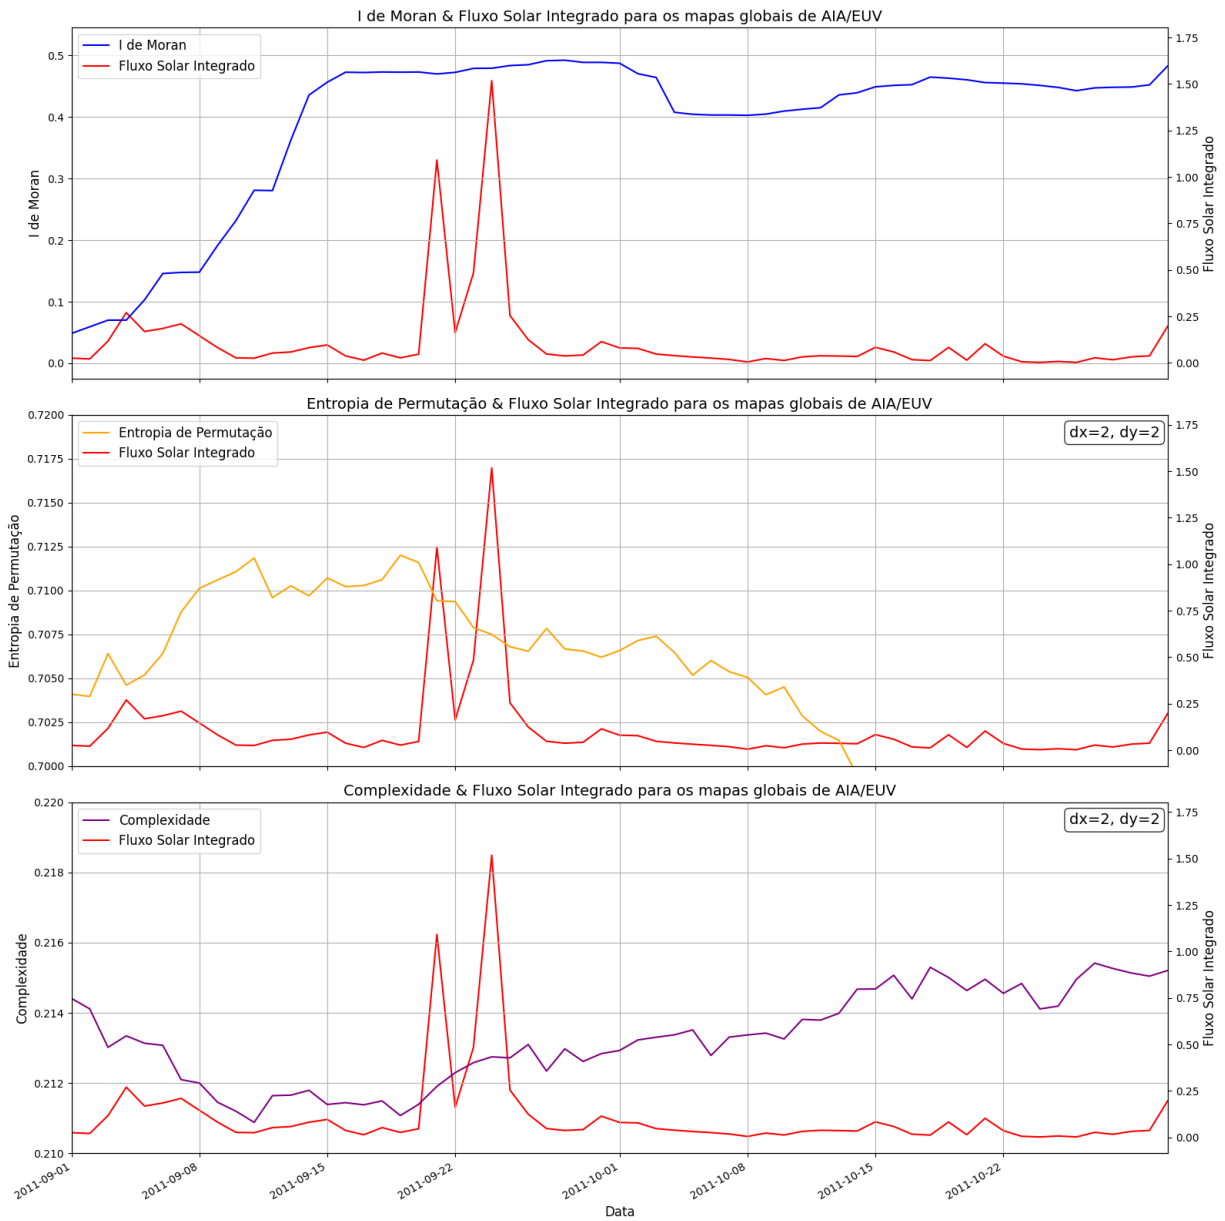 I de Moran & Fluxo Solar Integrado para os mapas globais de AIA/EUV
I de Moran
Fluxo Solar Integrado
0.5
0.4
0.3
0.2
0.1
0.0
I de Moran
1.75
1.50
1.25
1.00
0.75
0.50
0.25
0.00
Fluxo Solar Integrado
Entropia de Permutação & Fluxo Solar Integrado para os mapas globais de AIA/EUV
Entropia de Permutação
Fluxo Solar Integrado
dx=2, dy=2
0.7200
0.7175
0.7150
0.7125
0.7100
0.7075
0.7050
0.7025
0.7000
Entropia de Permutação
1.75
1.50
1.25
1.00
0.75
0.50
0.25
0.00
Fluxo Solar Integrado
Complexidade & Fluxo Solar Integrado para os mapas globais de AIA/EUV
Complexidade
Fluxo Solar Integrado
dx=2, dy=2
0.220
0.218
0.216
0.214
0.212
0.210
Complexidade
1.75
1.50
1.25
1.00
0.75
0.50
0.25
0.00
Fluxo Solar Integrado
2011-09-01
2011-09-08
2011-09-15
2011-09-22
2011-10-01
2011-10-08
2011-10-15
2011-10-22
Data